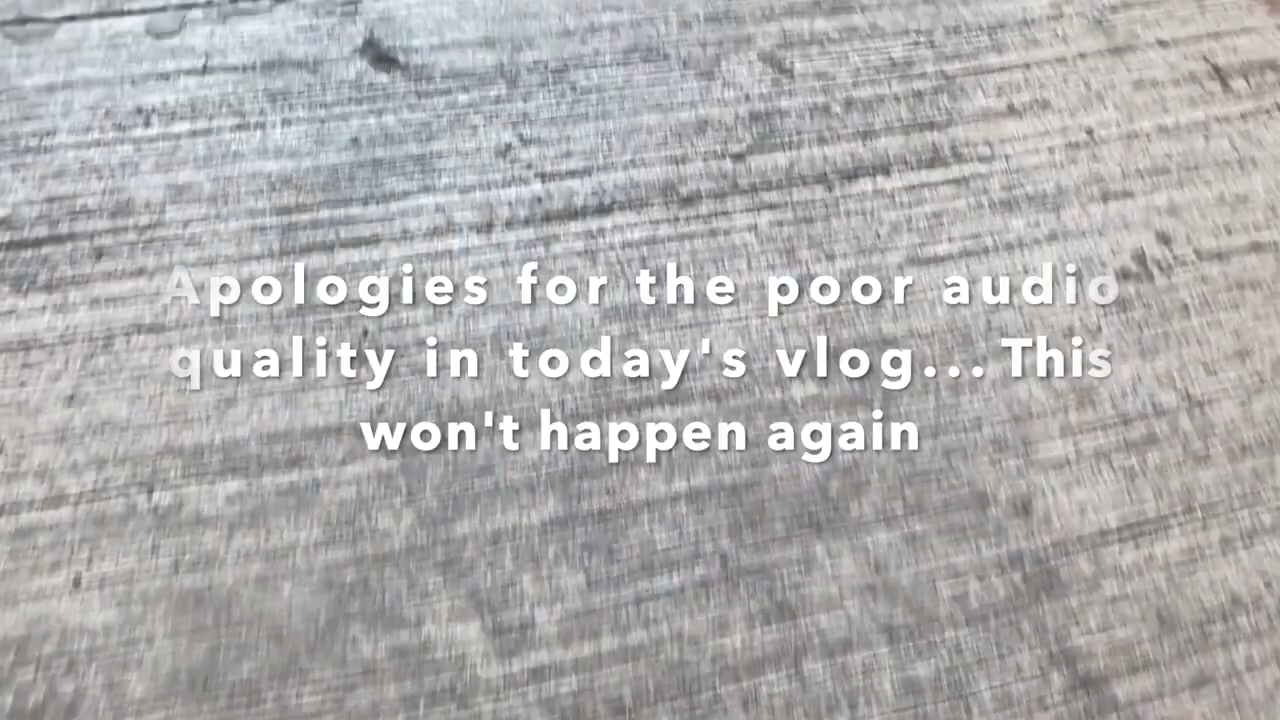 Apologies for the poor audio
quality in today's vlog... This
won't happen again